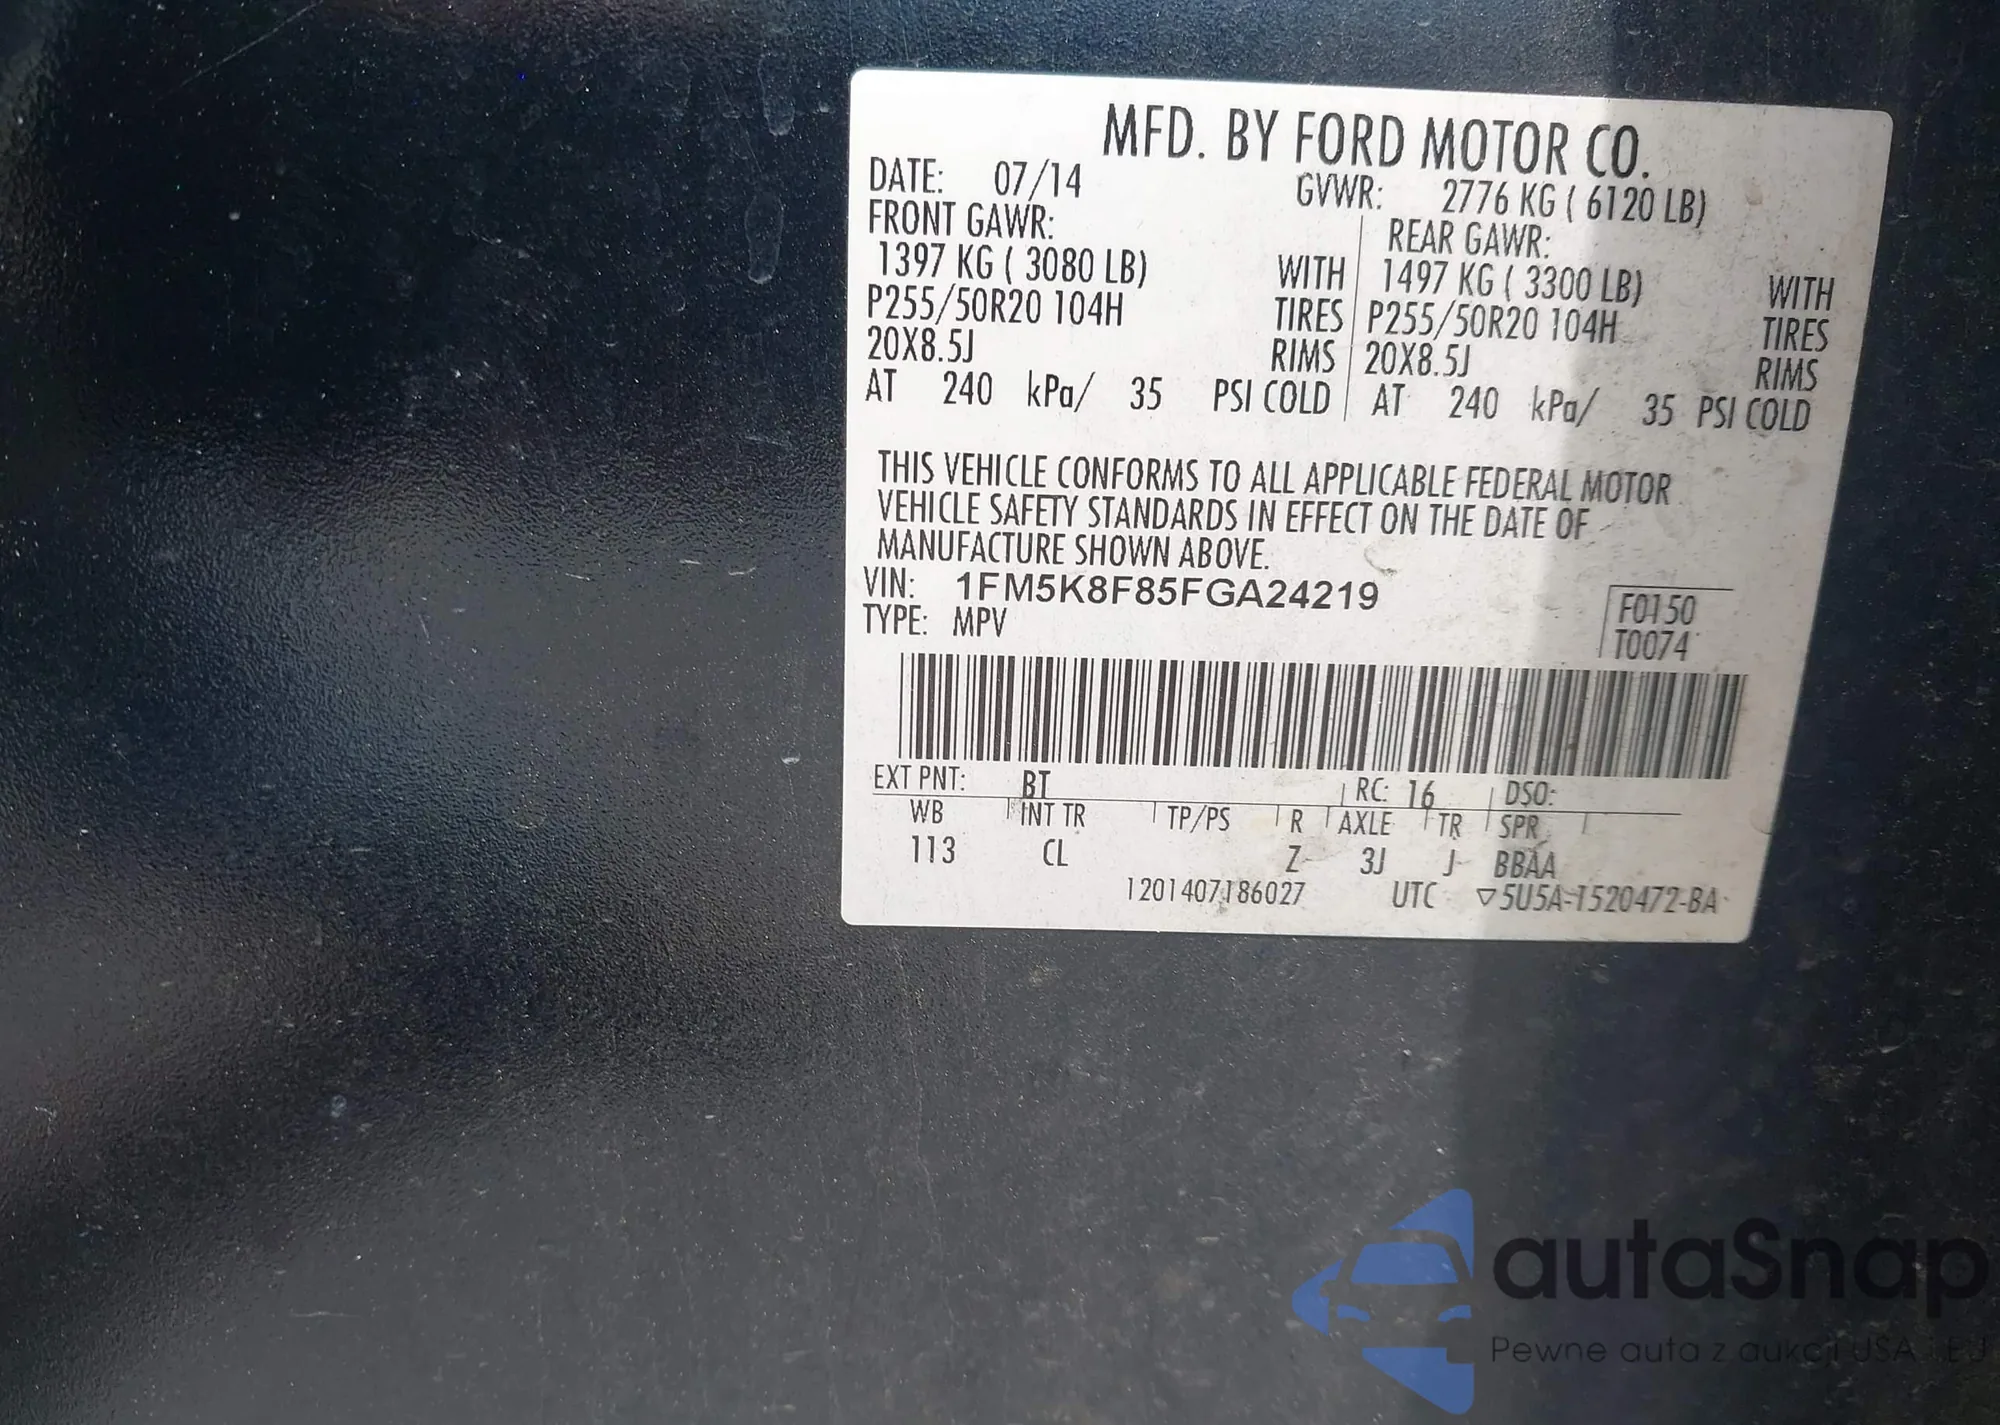 MFD. BY FORD MOTOR CO.
DATE: 07/14 GVWR: 2776 KG ( 6120 LB)
FRONT GAWR: REAR GAWR:
1397 KG ( 3080 LB) WITH 1497 KG ( 3300 LB) WITH
P255/50R20 104H TIRES P255/50R20 104H TIRES
20X8.5J RIMS 20X8.5J RIMS
AT 240 kPa/ 35 PSI COLD AT 240 kPa/ 35 PSI COLD
THIS VEHICLE CONFORMS TO ALL APPLICABLE FEDERAL MOTOR
VEHICLE SAFETY STANDARDS IN EFFECT ON THE DATE OF
MANUFACTURE SHOWN ABOVE.
VIN: 1FM5K8F85FGA24219
TYPE: MPV
F0150
T0074
EXT PNT: BT RC: 16 DSO:
WB INT TR TP/PS R AXLE TR SPR
113 CL Z 3J J BBAA
1201407186027 UTC ▽5U5A-1520472-BA
autaSnap
Pewne auta z aukcji USA i EU